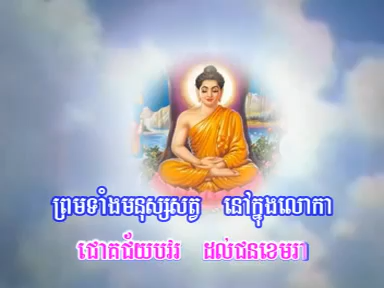 ព្រមទាំងមនុស្សសត្វ នៅក្នុងលោកា
ជោគជ័យបវរ ដល់ជនខេមរា